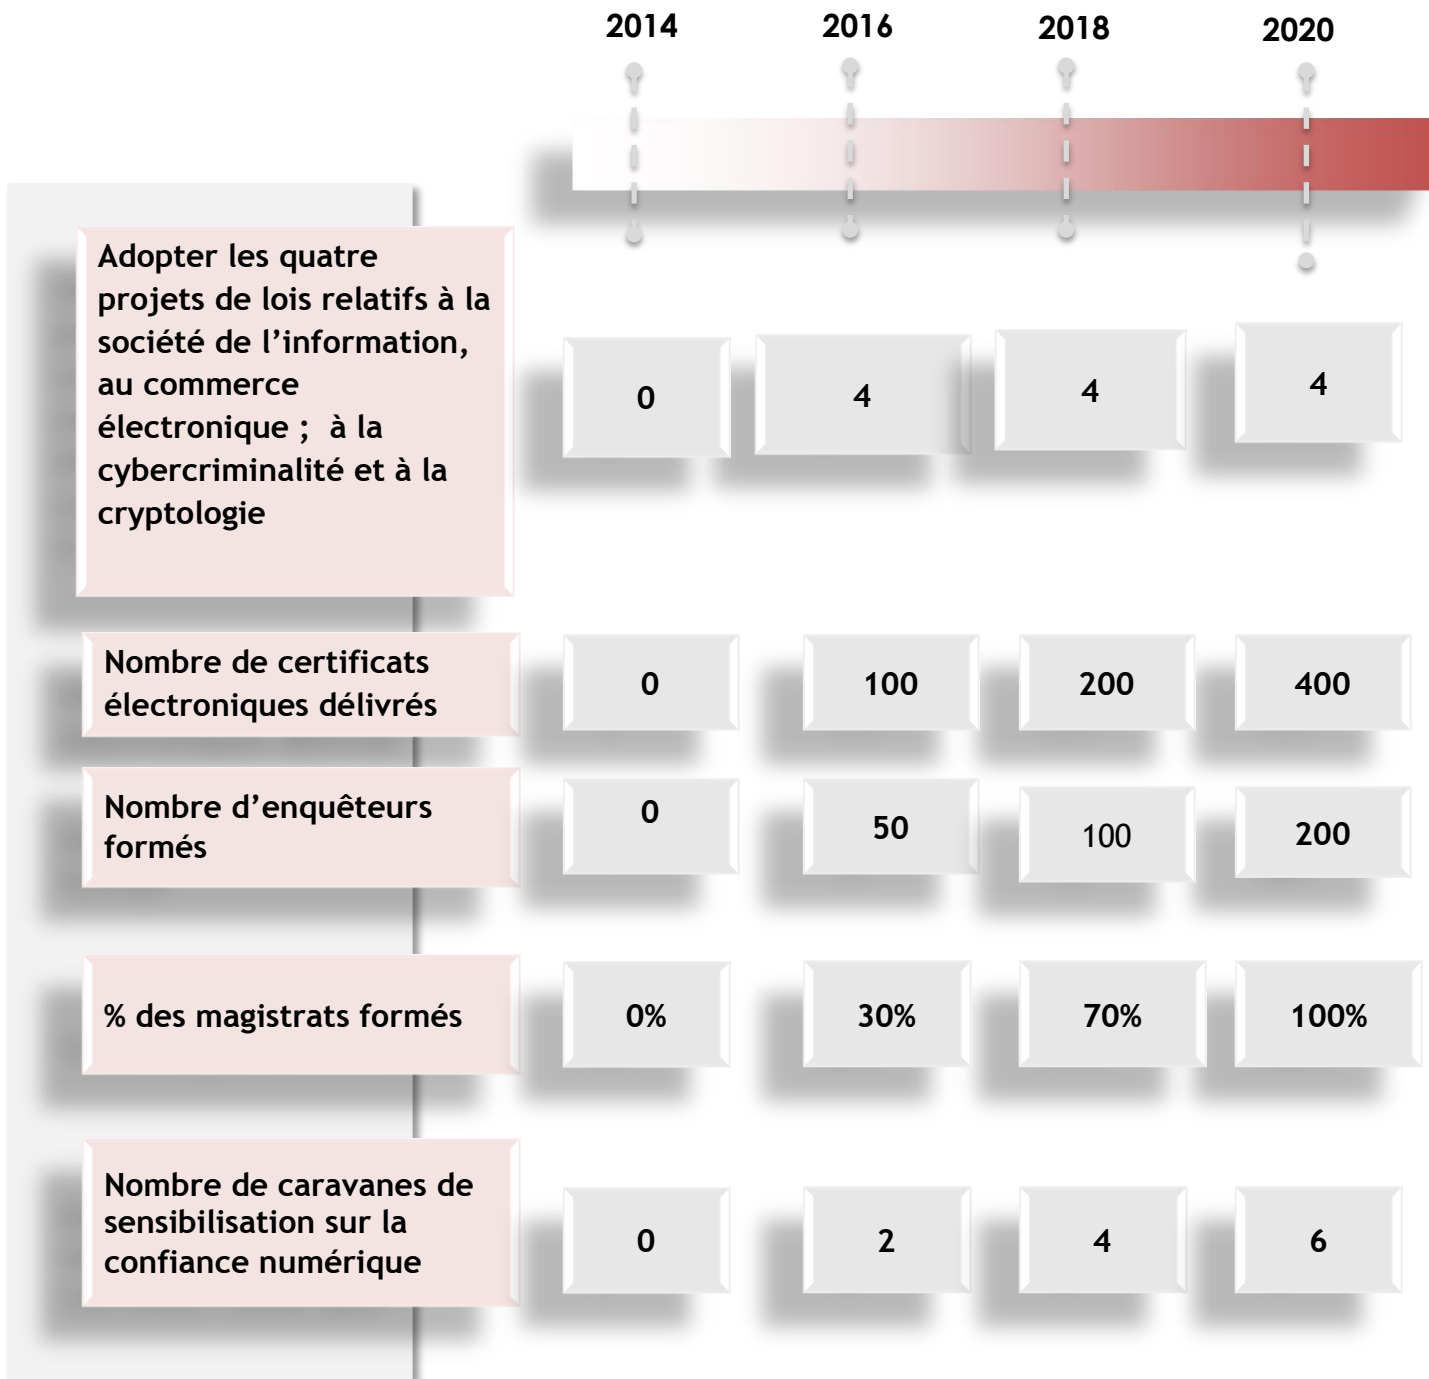 2014 2016 2018 2020
Adopter les quatre
projets de lois relatifs à la
société de l’information,
au commerce
électronique ;  à la
cybercriminalité et à la
cryptologie
0 4 4 4
Nombre de certificats
électroniques délivrés
0 100 200 400
Nombre d’enquêteurs
formés
0 50 100 200
% des magistrats formés
0% 30% 70% 100%
Nombre de caravanes de
sensibilisation sur la
confiance numérique
0 2 4 6